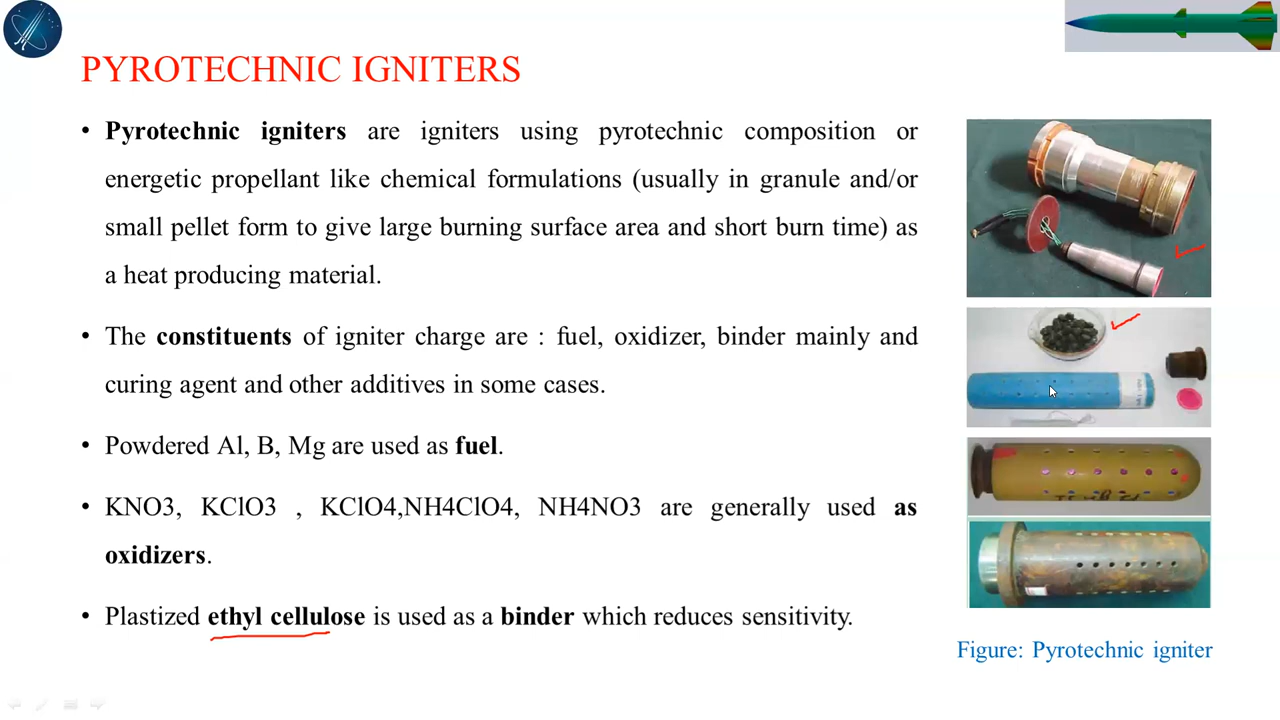 PYROTECHNIC IGNITERS
• Pyrotechnic igniters are igniters using pyrotechnic composition or
energetic propellant like chemical formulations (usually in granule and/or
small pellet form to give large burning surface area and short burn time) as
a heat producing material.
• The constituents of igniter charge are : fuel, oxidizer, binder mainly and
curing agent and other additives in some cases.
• Powdered Al, B, Mg are used as fuel.
• KNO3, KClO3 , KClO4,NH4ClO4, NH4NO3 are generally used as
oxidizers.
• Plastized ethyl cellulose is used as a binder which reduces sensitivity.
Figure: Pyrotechnic igniter